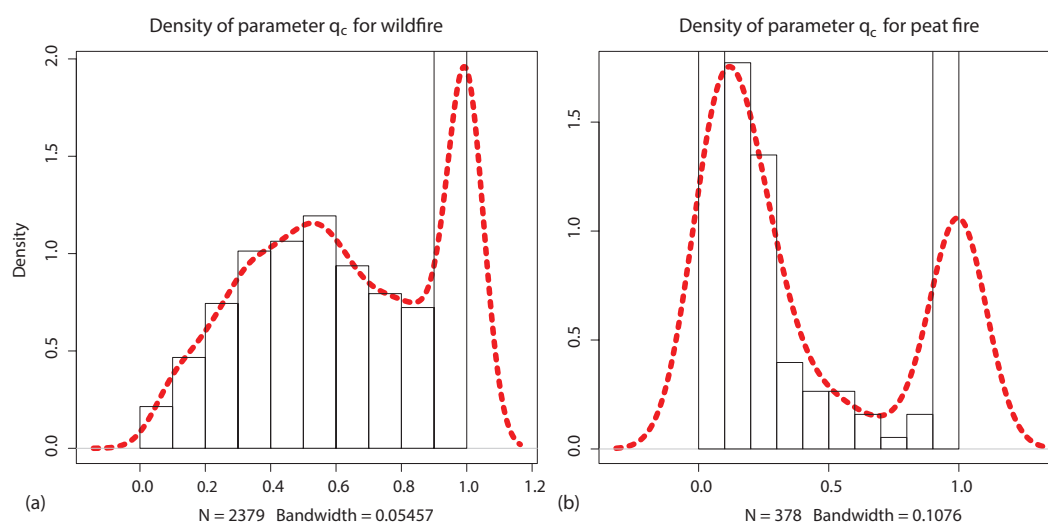 Density of parameter qc for wildfire
Density
0.0 0.5 1.0 1.5 2.0
0.0 0.2 0.4 0.6 0.8 1.0 1.2
(a)
N = 2379 Bandwidth = 0.05457
Density of parameter qc for peat fire
0.0 0.5 1.0 1.5
0.0 0.5 1.0
(b)
N = 378 Bandwidth = 0.1076